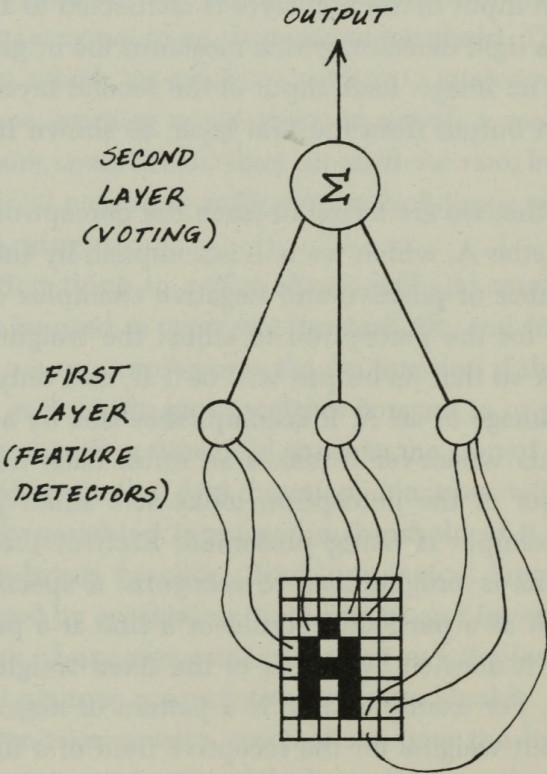 OUTPUT
SECOND
LAYER
(VOTING)
Σ
FIRST
LAYER
(FEATURE
DETECTORS)